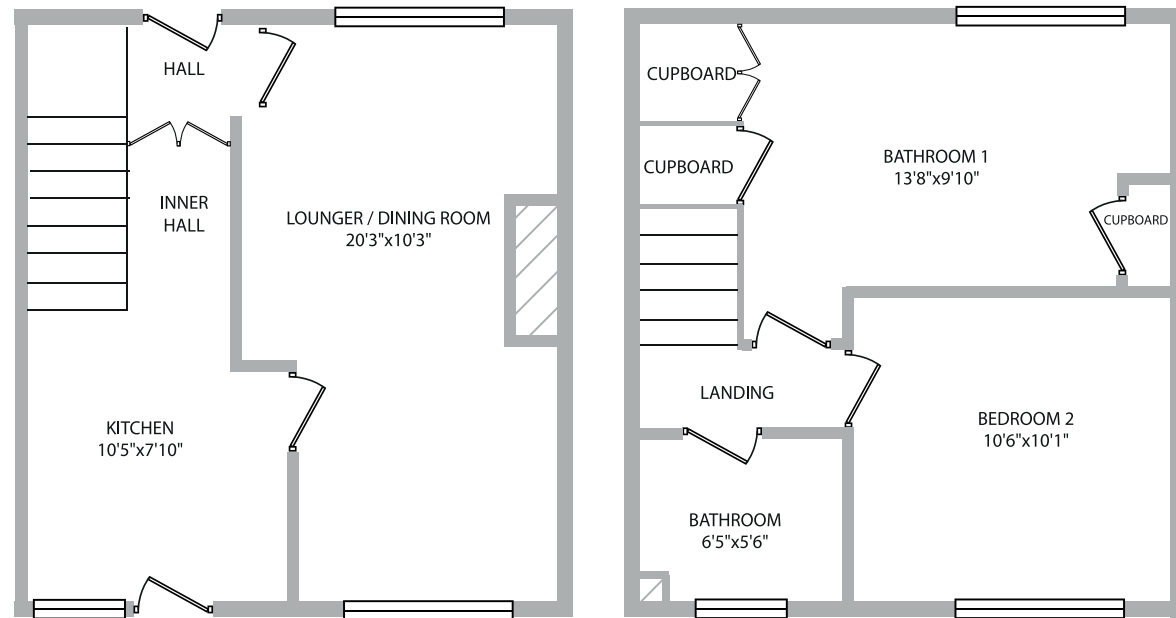 HALL
INNER
HALL
LOUNGER / DINING ROOM
20'3"x10'3"
KITCHEN
10'5"x7'10"
CUPBOARD
CUPBOARD
BATHROOM 1
13'8"x9'10"
CUPBOARD
LANDING
BEDROOM 2
10'6"x10'1"
BATHROOM
6'5"x5'6"